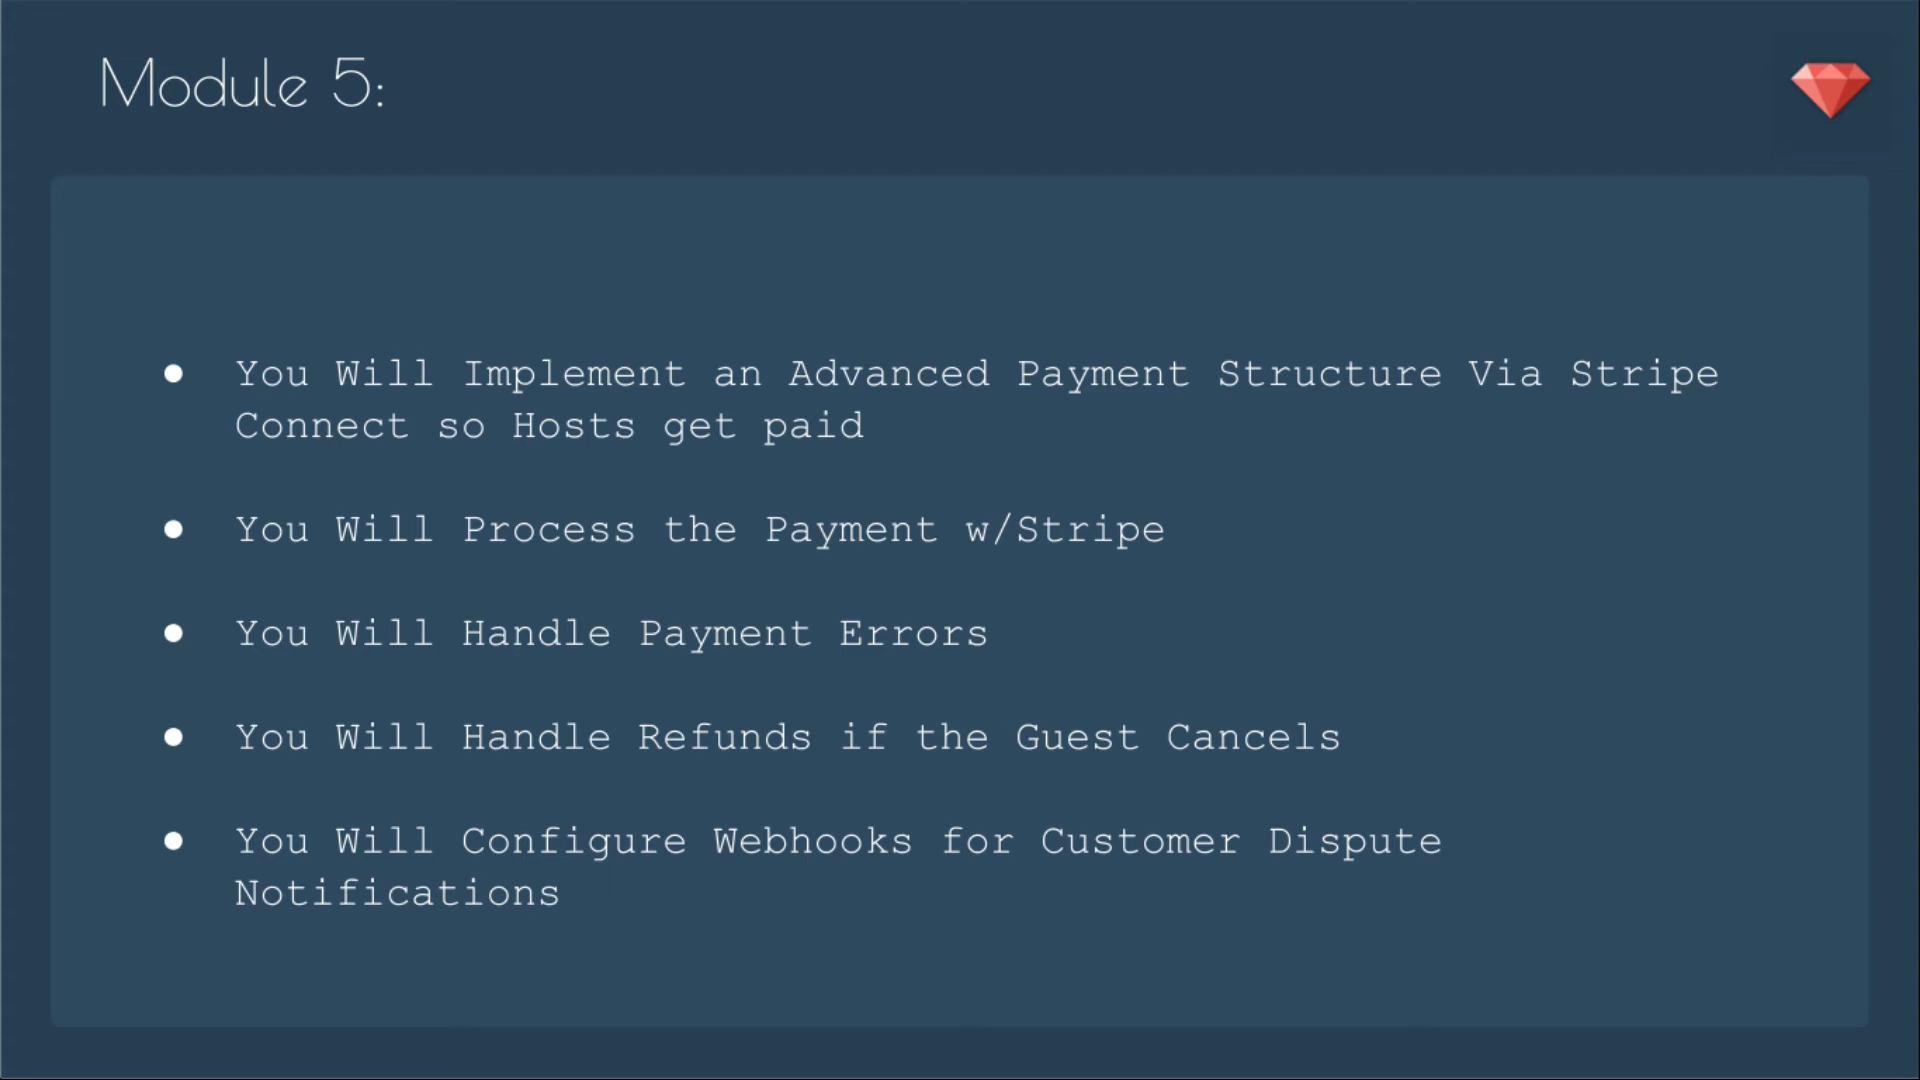 Module 5:
● You Will Implement an Advanced Payment Structure Via Stripe
Connect so Hosts get paid
● You Will Process the Payment w/Stripe
● You Will Handle Payment Errors
● You Will Handle Refunds if the Guest Cancels
● You Will Configure Webhooks for Customer Dispute
Notifications